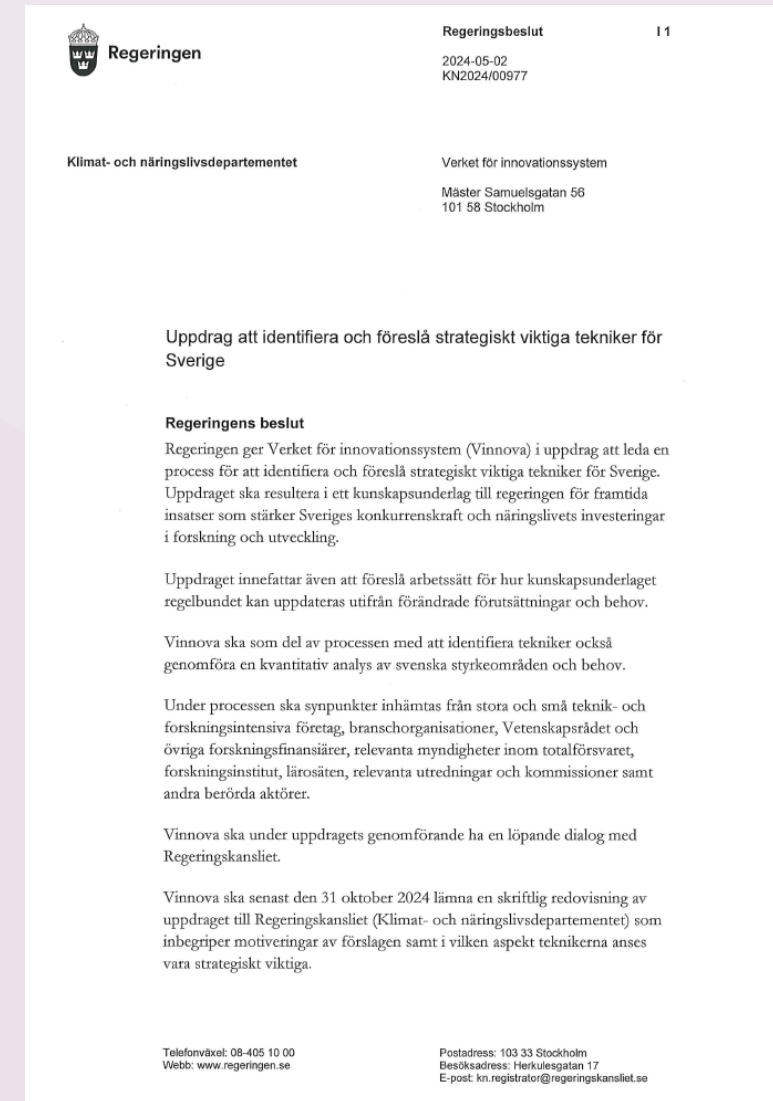 Regeringen
Regeringsbeslut
I 1
2024-05-02
KN2024/00977
Klimat- och näringslivsdepartementet
Verket för innovationssystem
Mäster Samuelsgatan 56
101 58 Stockholm
Uppdrag att identifiera och föreslå strategiskt viktiga tekniker för
Sverige
Regeringens beslut
Regeringen ger Verket för innovationssystem (Vinnova) i uppdrag att leda en
process för att identifiera och föreslå strategiskt viktiga tekniker för Sverige.
Uppdraget ska resultera i ett kunskapsunderlag till regeringen för framtida
insatser som stärker Sveriges konkurrenskraft och näringslivets investeringar
i forskning och utveckling.
Uppdraget innefattar även att föreslå arbetssätt för hur kunskapsunderlaget
regelbundet kan uppdateras utifrån förändrade förutsättningar och behov.
Vinnova ska som del av processen med att identifiera tekniker också
genomföra en kvantitativ analys av svenska styrkeområden och behov.
Under processen ska synpunkter inhämtas från stora och små teknik- och
forskningsintensiva företag, branschorganisationer, Vetenskapsrådet och
övriga forskningsfinansiärer, relevanta myndigheter inom totalförsvaret,
forskningsinstitut, lärosäten, relevanta utredningar och kommissioner samt
andra berörda aktörer.
Vinnova ska under uppdragets genomförande ha en löpande dialog med
Regeringskansliet.
Vinnova ska senast den 31 oktober 2024 lämna en skriftlig redovisning av
uppdraget till Regeringskansliet (Klimat- och näringslivsdepartementet) som
inbegriper motiveringar av förslagen samt i vilken aspekt teknikerna anses
vara strategiskt viktiga.
Telefonväxel: 08-405 10 00
Webb: www.regeringen.se
Postadress: 103 33 Stockholm
Besöksadress: Herkulesgatan 17
E-post: kn.registrator@regeringskansliet.se